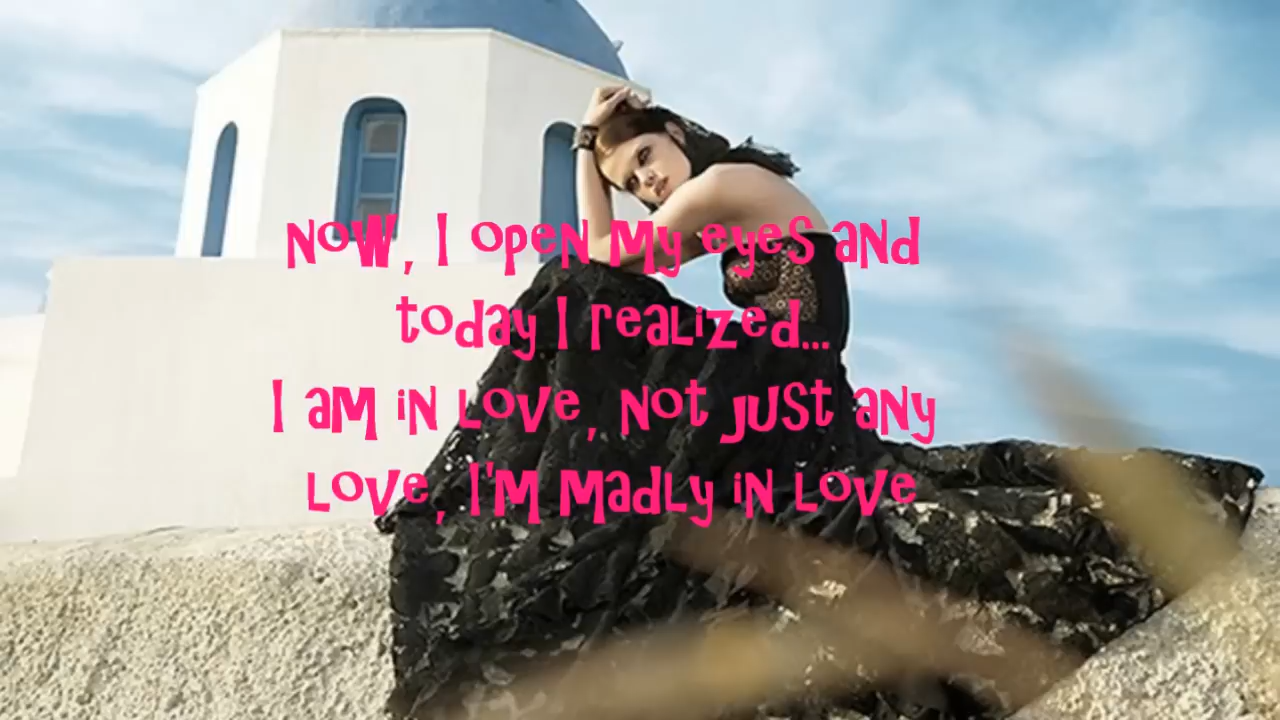 Now, I open my eyes and
today I realized...
I am in love, not just any
love, I'm madly in love